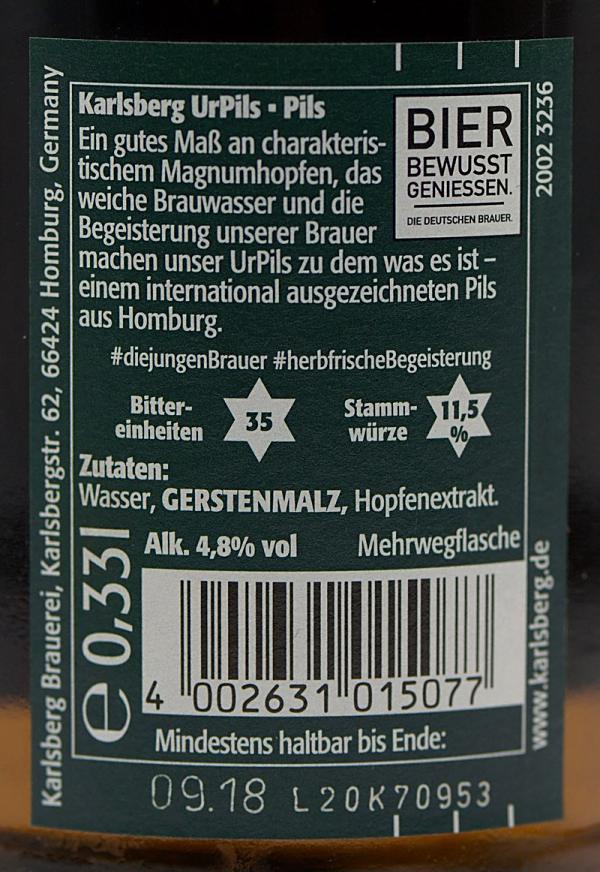 Karlsberg UrPils ▪ Pils
Ein gutes Maß an charakteris-
tischem Magnumhopfen, das
weiche Brauwasser und die
Begeisterung unserer Brauer
machen unser UrPils zu dem was es ist –
einem international ausgezeichneten Pils
aus Homburg.
BIER
BEWUSST
GENIESSEN.
DIE DEUTSCHEN BRAUER.
#diejungenBrauer #herbfrischeBegeisterung
Bitter-
einheiten
35
Stamm-
würze
11,5
%
Zutaten:
Wasser, GERSTENMALZ, Hopfenextrakt.
Alk. 4,8% vol Mehrwegflasche
e 0,33l
4 002631 015077
Mindestens haltbar bis Ende:
09.18 L20K70953
Karlsberg Brauerei, Karlsbergstr. 62, 66424 Homburg, Germany
2002 3236
www.karlsberg.de